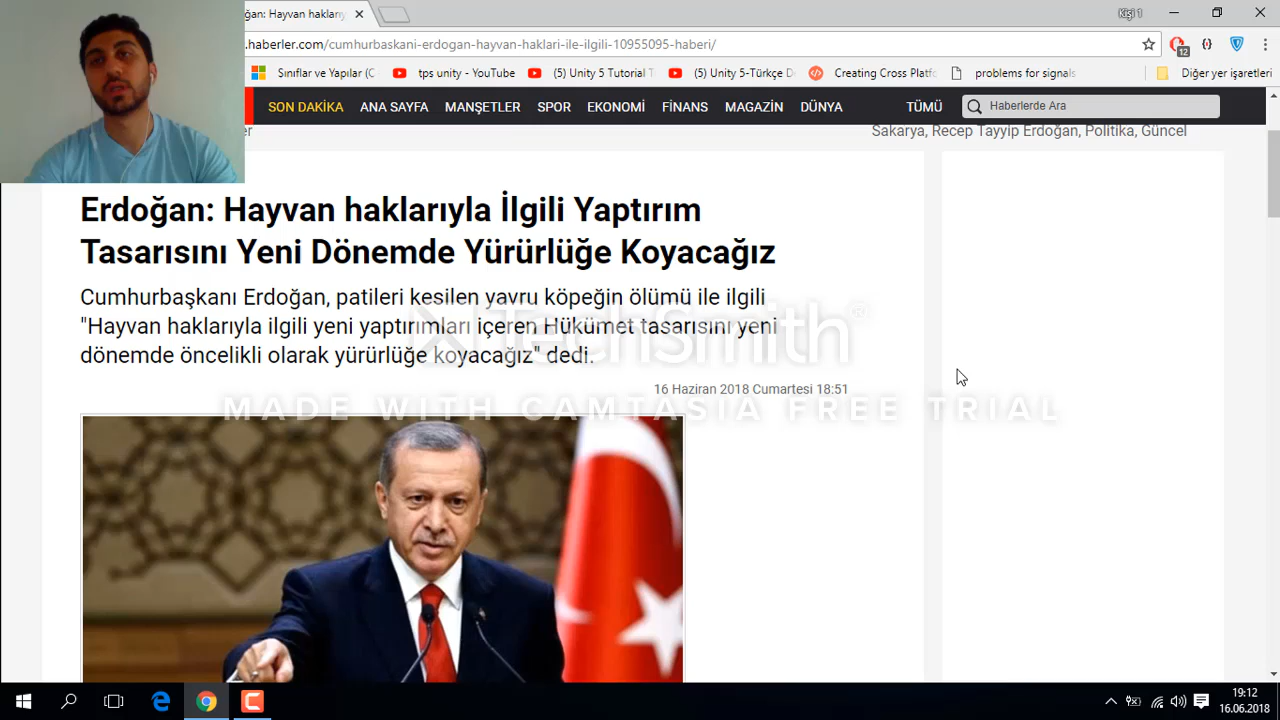 ğan: Hayvan hakları
Kişi 1
.haberler.com/cumhurbaskani-erdogan-hayvan-haklari-ile-ilgili-10955095-haberi/
12
Sınıflar ve Yapılar (C
tps unity - YouTube
(5) Unity 5 Tutorial T
(5) Unity 5-Türkçe D
Creating Cross Platf
problems for signals
Diğer yer işaretleri
SON DAKİKA
ANA SAYFA
MANŞETLER
SPOR
EKONOMİ
FİNANS
MAGAZİN
DÜNYA
TÜMÜ
Haberlerde Ara
er
Sakarya, Recep Tayyip Erdoğan, Politika, Güncel
Erdoğan: Hayvan haklarıyla İlgili Yaptırım
Tasarısını Yeni Dönemde Yürürlüğe Koyacağız
Cumhurbaşkanı Erdoğan, patileri kesilen yavru köpeğin ölümü ile ilgili
"Hayvan haklarıyla ilgili yeni yaptırımları içeren Hükümet tasarısını yeni
dönemde öncelikli olarak yürürlüğe koyacağız" dedi.
TechSmith®
16 Haziran 2018 Cumartesi 18:51
MADE WITH CAMTASIA FREE TRIAL
19:12
16.06.2018